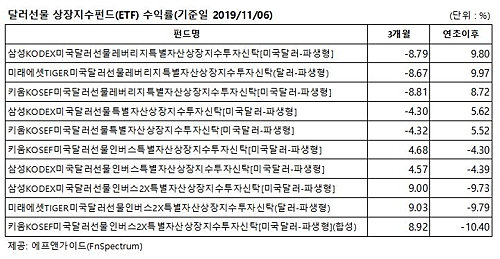 달러선물 상장지수펀드(ETF) 수익률(기준일 2019/11/06) (단위 : %)
펀드명 3개월 연초이후
삼성KODEX미국달러선물레버리지특별자산상장지수투자신탁[미국달러-파생형] -8.79 9.80
미래에셋TIGER미국달러선물레버리지특별자산상장지수투자신탁(달러-파생형) -8.67 9.97
키움KOSEF미국달러선물레버리지특별자산상장지수투자신탁[미국달러-파생형] -8.81 8.72
삼성KODEX미국달러선물특별자산상장지수투자신탁[미국달러-파생형] -4.30 5.62
키움KOSEF미국달러선물특별자산상장지수투자신탁[미국달러-파생형] -4.32 5.52
키움KOSEF미국달러선물인버스특별자산상장지수투자신탁[미국달러-파생형] 4.68 -4.30
삼성KODEX미국달러선물인버스특별자산상장지수투자신탁[미국달러-파생형] 4.57 -4.39
삼성KODEX미국달러선물인버스2X특별자산상장지수투자신탁[미국달러-파생형] 9.00 -9.73
미래에셋TIGER미국달러선물인버스2X특별자산상장지수투자신탁(달러-파생형) 9.03 -9.79
키움KOSEF미국달러선물인버스2X특별자산상장지수투자신탁[미국달러-파생형](합성) 8.92 -10.40
제공: 에프앤가이드(FnSpectrum)